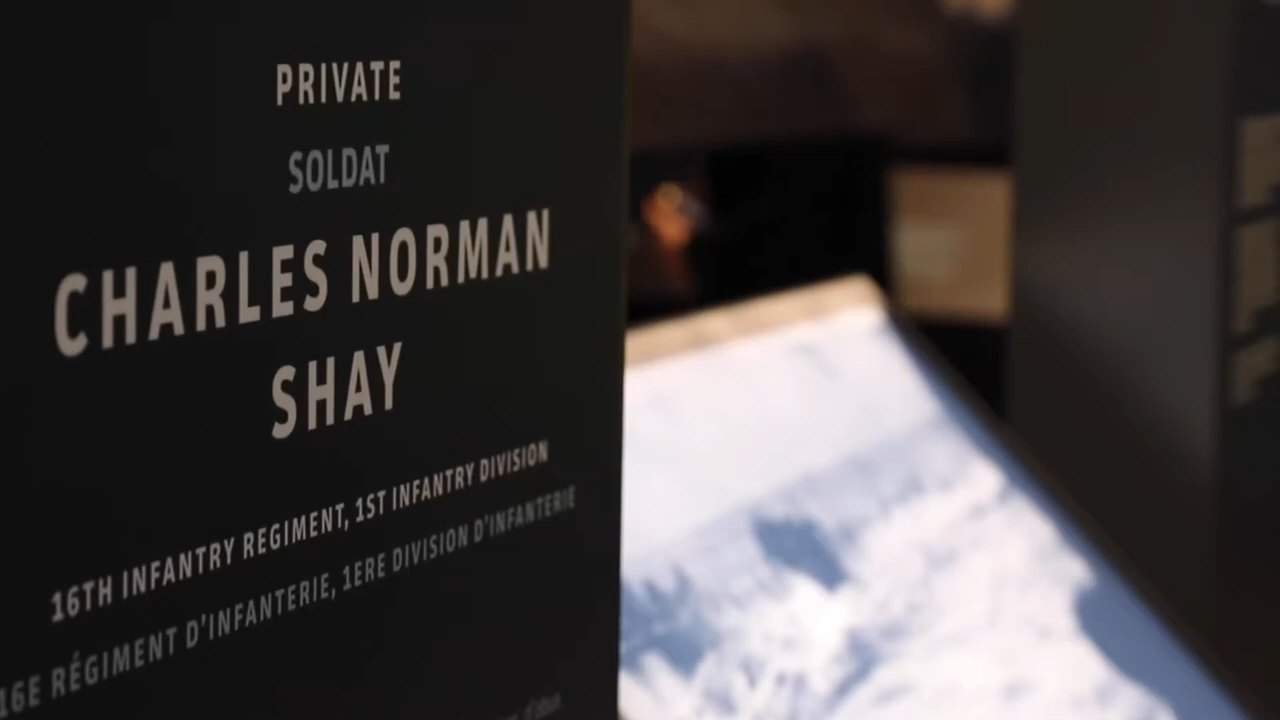 PRIVATE
SOLDAT
CHARLES NORMAN
SHAY
16TH INFANTRY REGIMENT, 1ST INFANTRY DIVISION
16E RÉGIMENT D'INFANTERIE, 1ERE DIVISION D'INFANTERIE